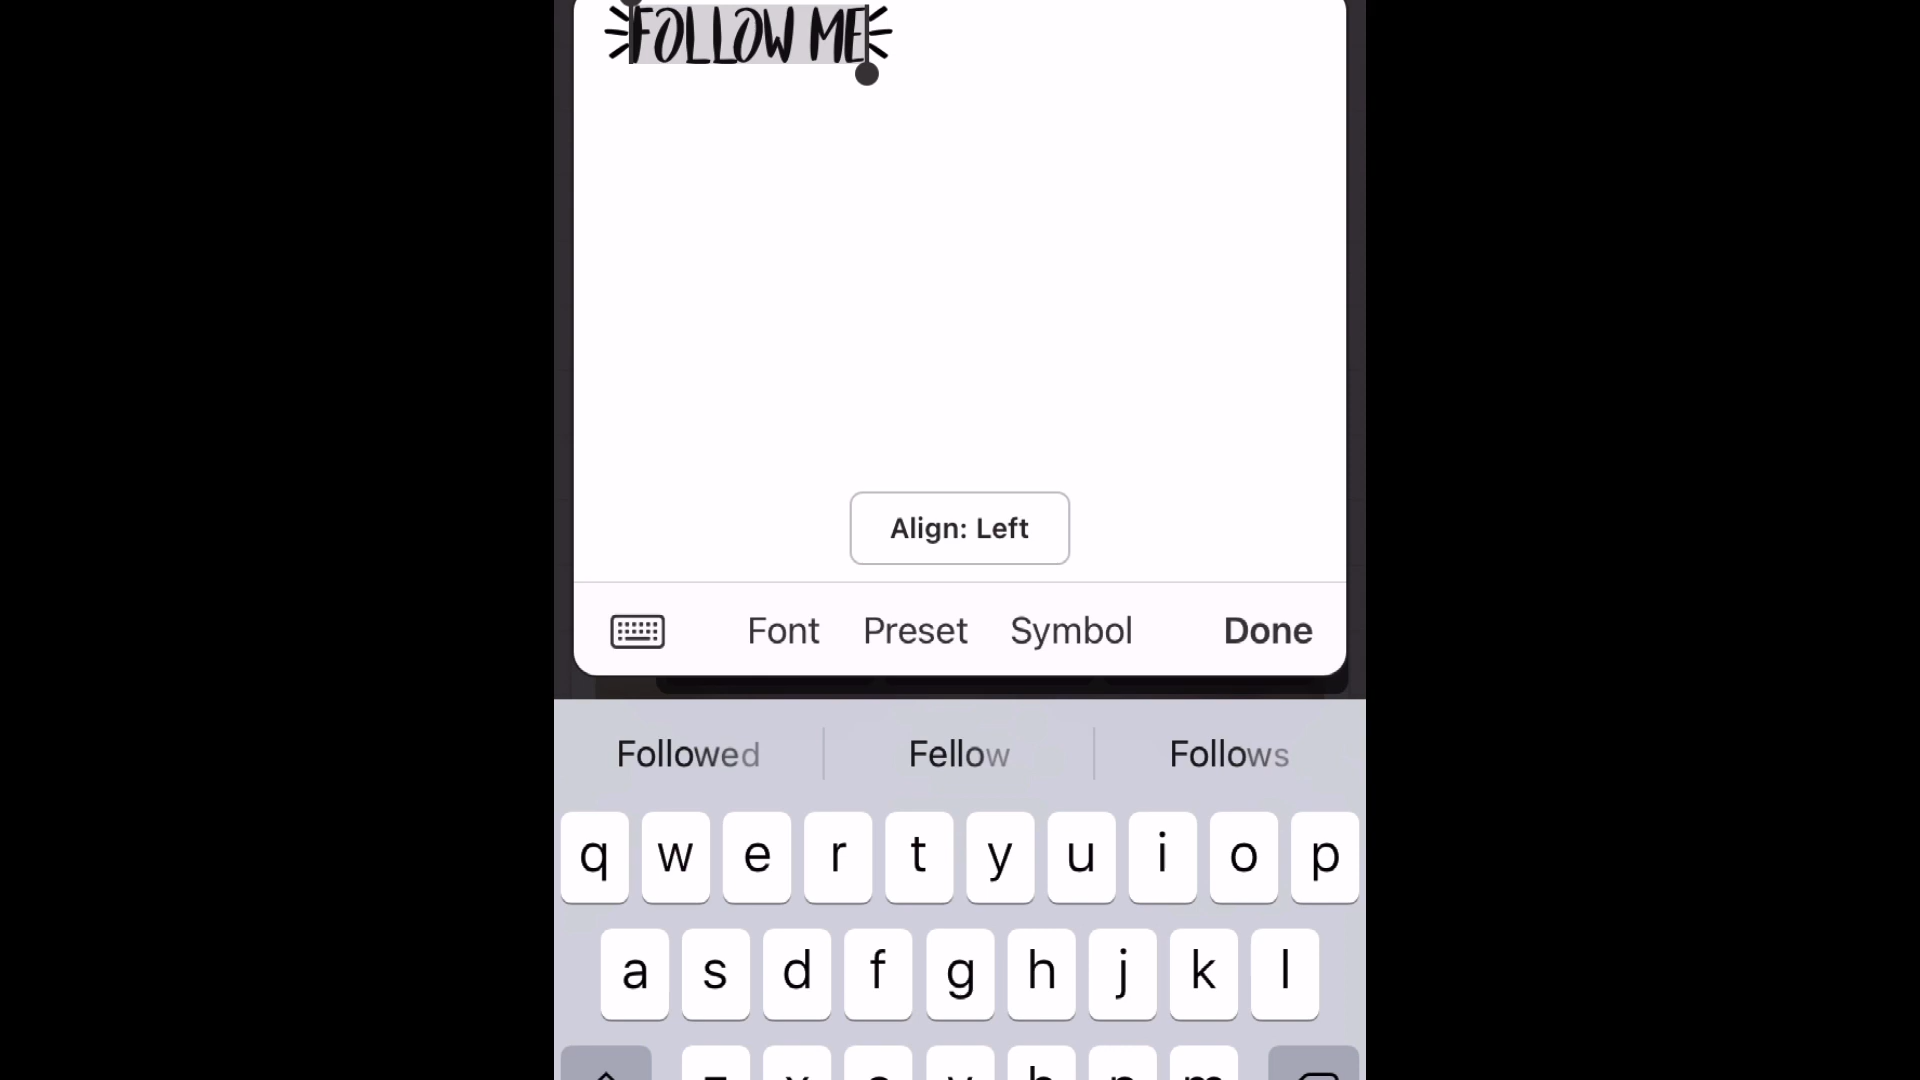 FOLLOW ME
Align: Left
Font Preset Symbol Done
Followed Fellow Follows
q w e r t y u i o p
a s d f g h j k l
z x c v b n m